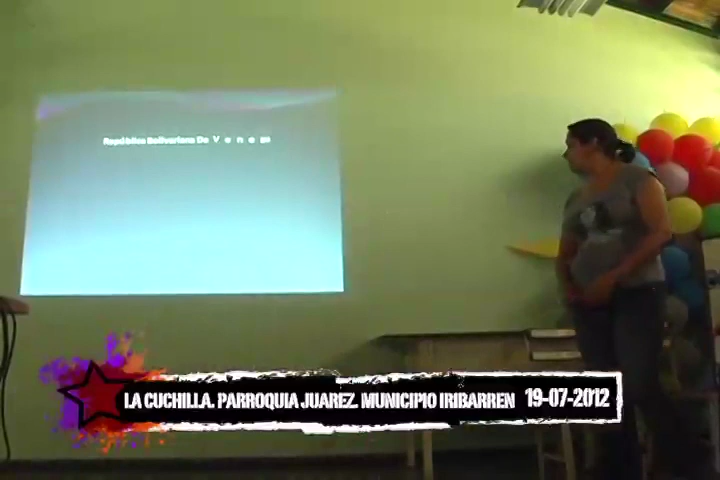 República Bolivariana De V e n e
LA CUCHILLA. PARROQUIA JUAREZ. MUNICIPIO IRIBARREN 19-07-2012